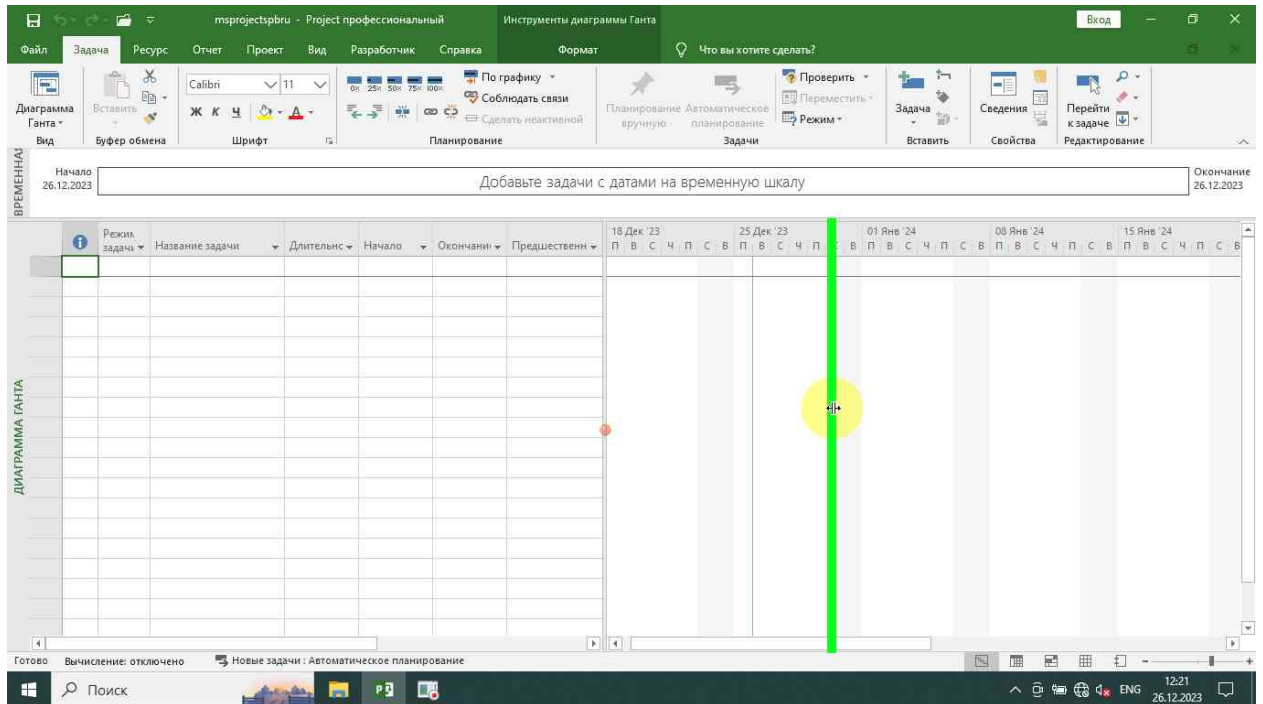 msprojectspbru - Project профессиональный
Инструменты диаграммы Ганта
Вход
Файл Задача Ресурс Отчет Проект Вид Разработчик Справка Формат Что вы хотите сделать?
Диаграмма Ганта
Вставить
Calibri 11
Ж К Ч
0× 25× 50× 75× 100×
По графику
Соблюдать связи
Сделать неактивной
Планирование вручную
Автоматическое планирование
Проверить
Переместить
Режим
Задача
Сведения
Перейти к задаче
Вид Буфер обмена Шрифт Планирование Задачи Вставить Свойства Редактирование
Начало
26.12.2023
Добавьте задачи с датами на временную шкалу
Окончание
26.12.2023
Режим задачи Название задачи Длительнс Начало Окончани Предшественн
18 Дек '23 25 Дек '23 01 Янв '24 08 Янв '24 15 Янв '24
П В С Ч П С В П В С Ч П С В П В С Ч П С В П В С Ч П С В П В С Ч П С В
ДИАГРАММА ГАНТА
Готово Вычисление: отключено Новые задачи : Автоматическое планирование
Поиск
ENG
12:21
26.12.2023